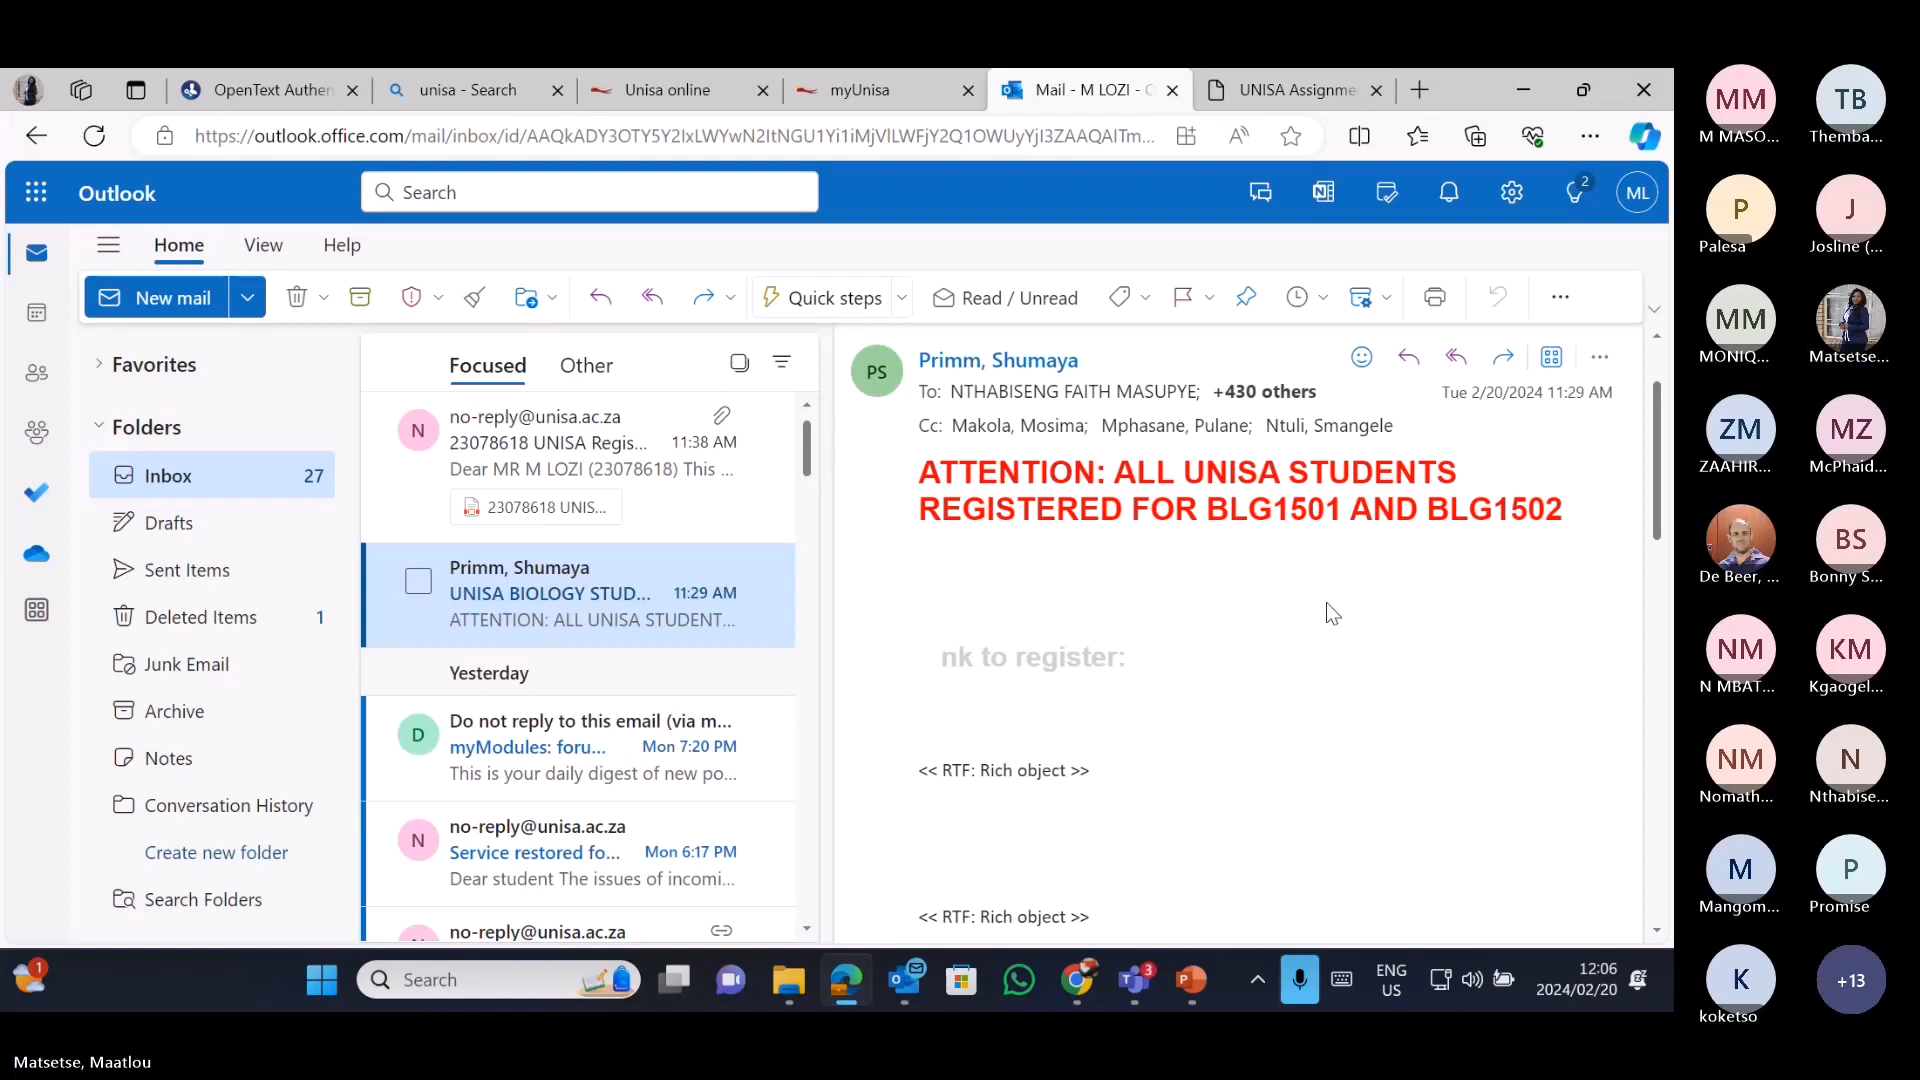 OpenText Authen
unisa - Search
Unisa online
myUnisa
Mail - M LOZI - O
UNISA Assignme
https://outlook.office.com/mail/inbox/id/AAQkADY3OTY5Y2IxLWYwN2ItNGU1Yi1iMjVlLWFjY2Q1OWUyYjI3ZAAQAITm...
Outlook
Search
2
ML
Home
View
Help
New mail
Quick steps
Read / Unread
Favorites
Folders
Inbox 27
Drafts
Sent Items
Deleted Items 1
Junk Email
Archive
Notes
Conversation History
Create new folder
Search Folders
Focused
Other
N
no-reply@unisa.ac.za
23078618 UNISA Regis... 11:38 AM
Dear MR M LOZI (23078618) This ...
23078618 UNIS...
Primm, Shumaya
UNISA BIOLOGY STUD... 11:29 AM
ATTENTION: ALL UNISA STUDENT...
Yesterday
D
Do not reply to this email (via m...
myModules: foru... Mon 7:20 PM
This is your daily digest of new po...
N
no-reply@unisa.ac.za
Service restored fo... Mon 6:17 PM
Dear student The issues of incomi...
no-reply@unisa.ac.za
PS
Primm, Shumaya
To: NTHABISENG FAITH MASUPYE; +430 others
Tue 2/20/2024 11:29 AM
Cc: Makola, Mosima; Mphasane, Pulane; Ntuli, Smangele
ATTENTION: ALL UNISA STUDENTS
REGISTERED FOR BLG1501 AND BLG1502
nk to register:
<< RTF: Rich object >>
<< RTF: Rich object >>
1
Search
3
ENG
US
12:06
2024/02/20
MM
M MASO...
TB
Themba...
P
Palesa
J
Josline (...
MM
MONIQ...
Matsetse...
ZM
ZAAHIR...
MZ
McPhaid...
De Beer, ...
BS
Bonny S...
NM
N MBAT...
KM
Kgaogel...
NM
Nomath...
N
Nthabise...
M
Mangom...
P
Promise
K
koketso
+13
Matsetse, Maatlou